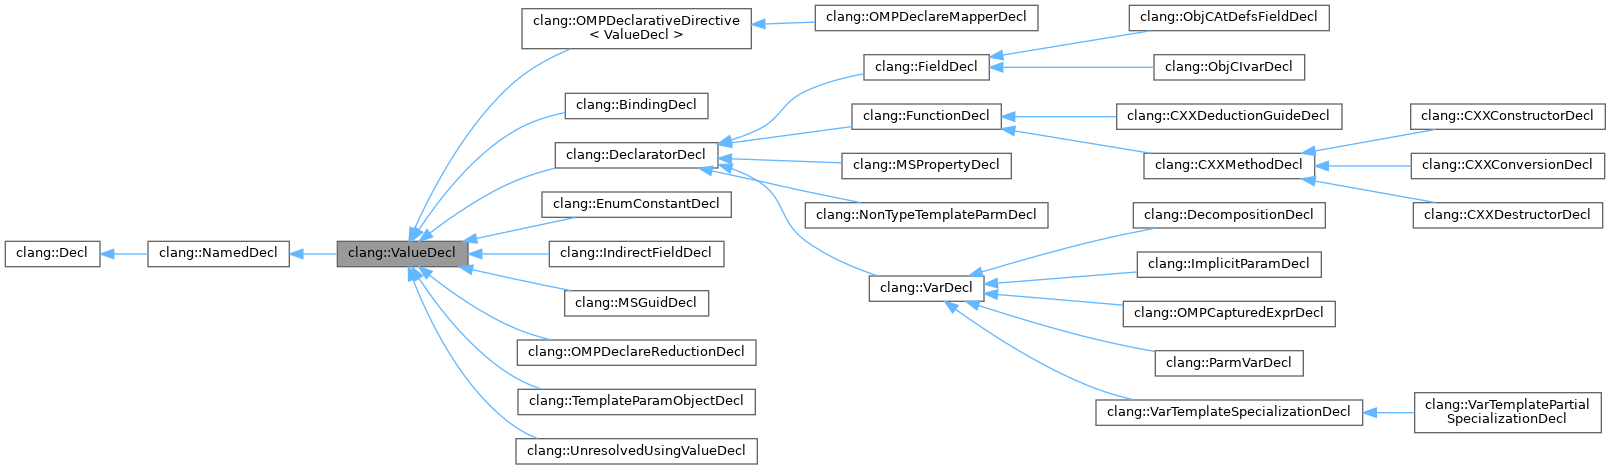 clang::Decl
clang::NamedDecl
clang::ValueDecl
clang::OMPDeclarativeDirective
< ValueDecl >
clang::OMPDeclareMapperDecl
clang::BindingDecl
clang::DeclaratorDecl
clang::FieldDecl
clang::ObjCAtDefsFieldDecl
clang::ObjCIvarDecl
clang::FunctionDecl
clang::CXXDeductionGuideDecl
clang::CXXMethodDecl
clang::CXXConstructorDecl
clang::CXXConversionDecl
clang::CXXDestructorDecl
clang::MSPropertyDecl
clang::NonTypeTemplateParmDecl
clang::VarDecl
clang::DecompositionDecl
clang::ImplicitParamDecl
clang::OMPCapturedExprDecl
clang::ParmVarDecl
clang::VarTemplateSpecializationDecl
clang::VarTemplatePartial
SpecializationDecl
clang::EnumConstantDecl
clang::IndirectFieldDecl
clang::MSGuidDecl
clang::OMPDeclareReductionDecl
clang::TemplateParamObjectDecl
clang::UnresolvedUsingValueDecl